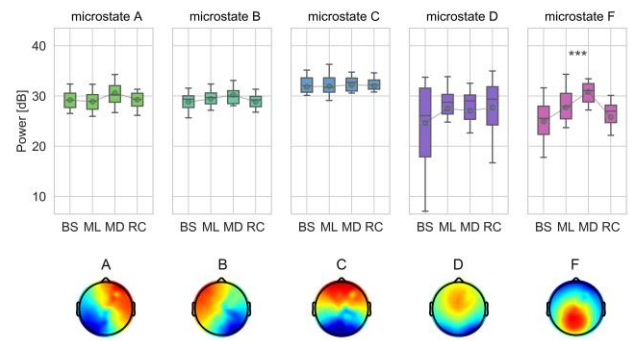 microstate A microstate B microstate C microstate D microstate F
Power [dB]
40
30
20
10
***
BS ML MD RC BS ML MD RC BS ML MD RC BS ML MD RC BS ML MD RC
A B C D F